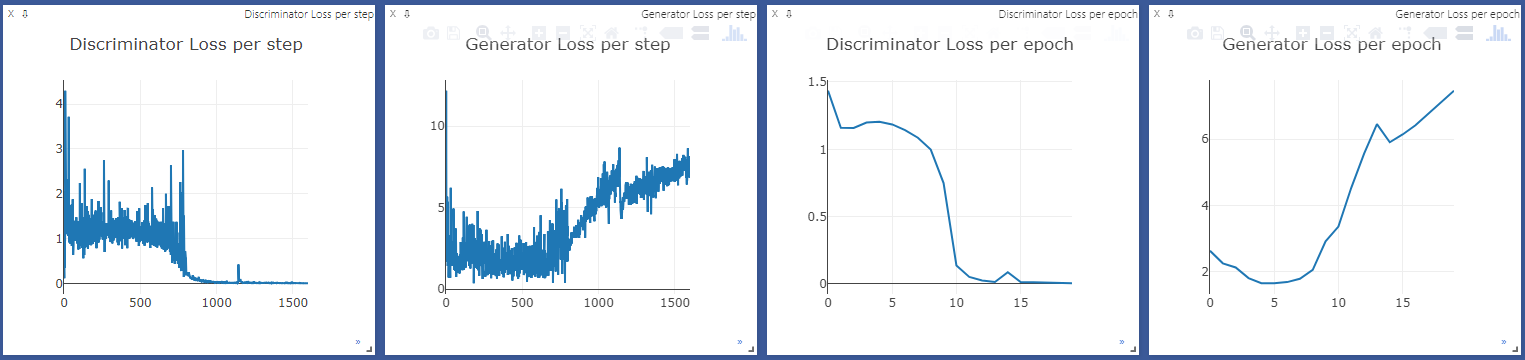 X Discriminator Loss per step
Discriminator Loss per step
4
3
2
1
0
0 500 1000 1500
»
X Generator Loss per step
Generator Loss per step
10
5
0
0 500 1000 1500
»
X Discriminator Loss per epoch
Discriminator Loss per epoch
1.5
1
0.5
0
0 5 10 15
»
X Generator Loss per epoch
Generator Loss per epoch
6
4
2
0 5 10 15
»